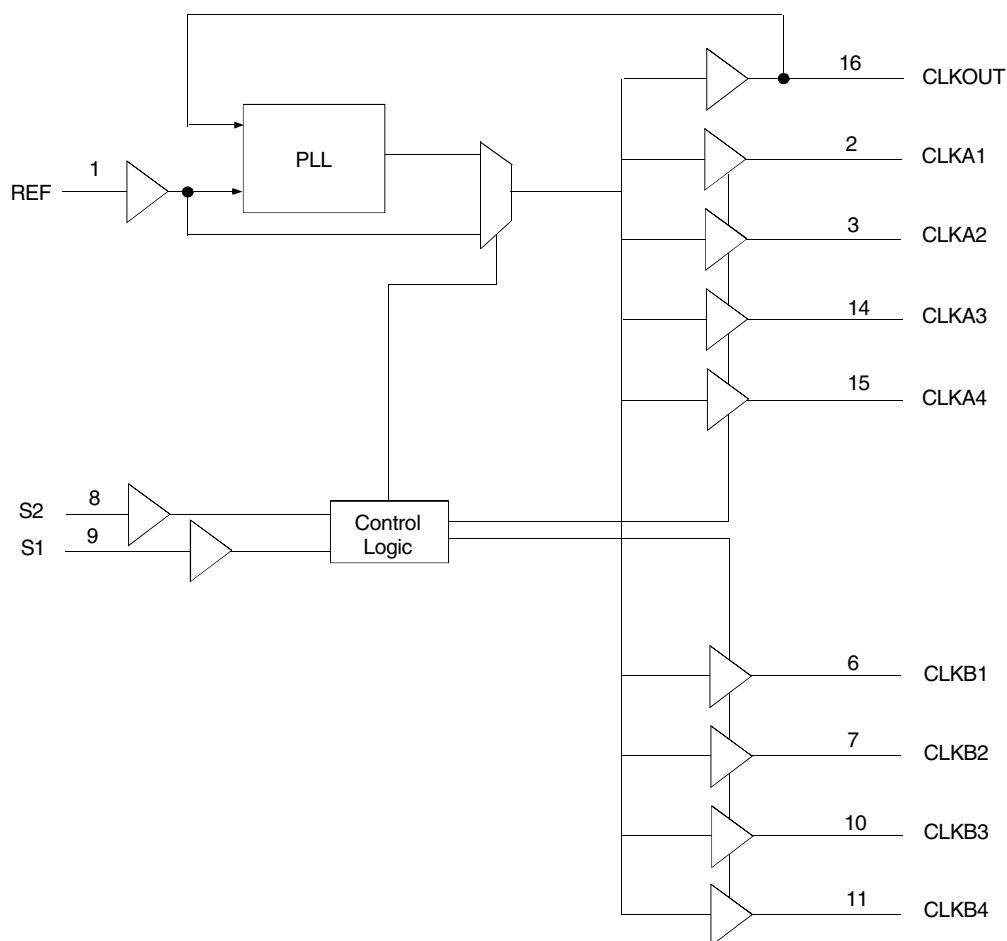 16 CLKOUT
PLL
1
REF
2 CLKA1
3 CLKA2
14 CLKA3
15 CLKA4
S2 8
S1 9
Control
Logic
6 CLKB1
7 CLKB2
10 CLKB3
11 CLKB4